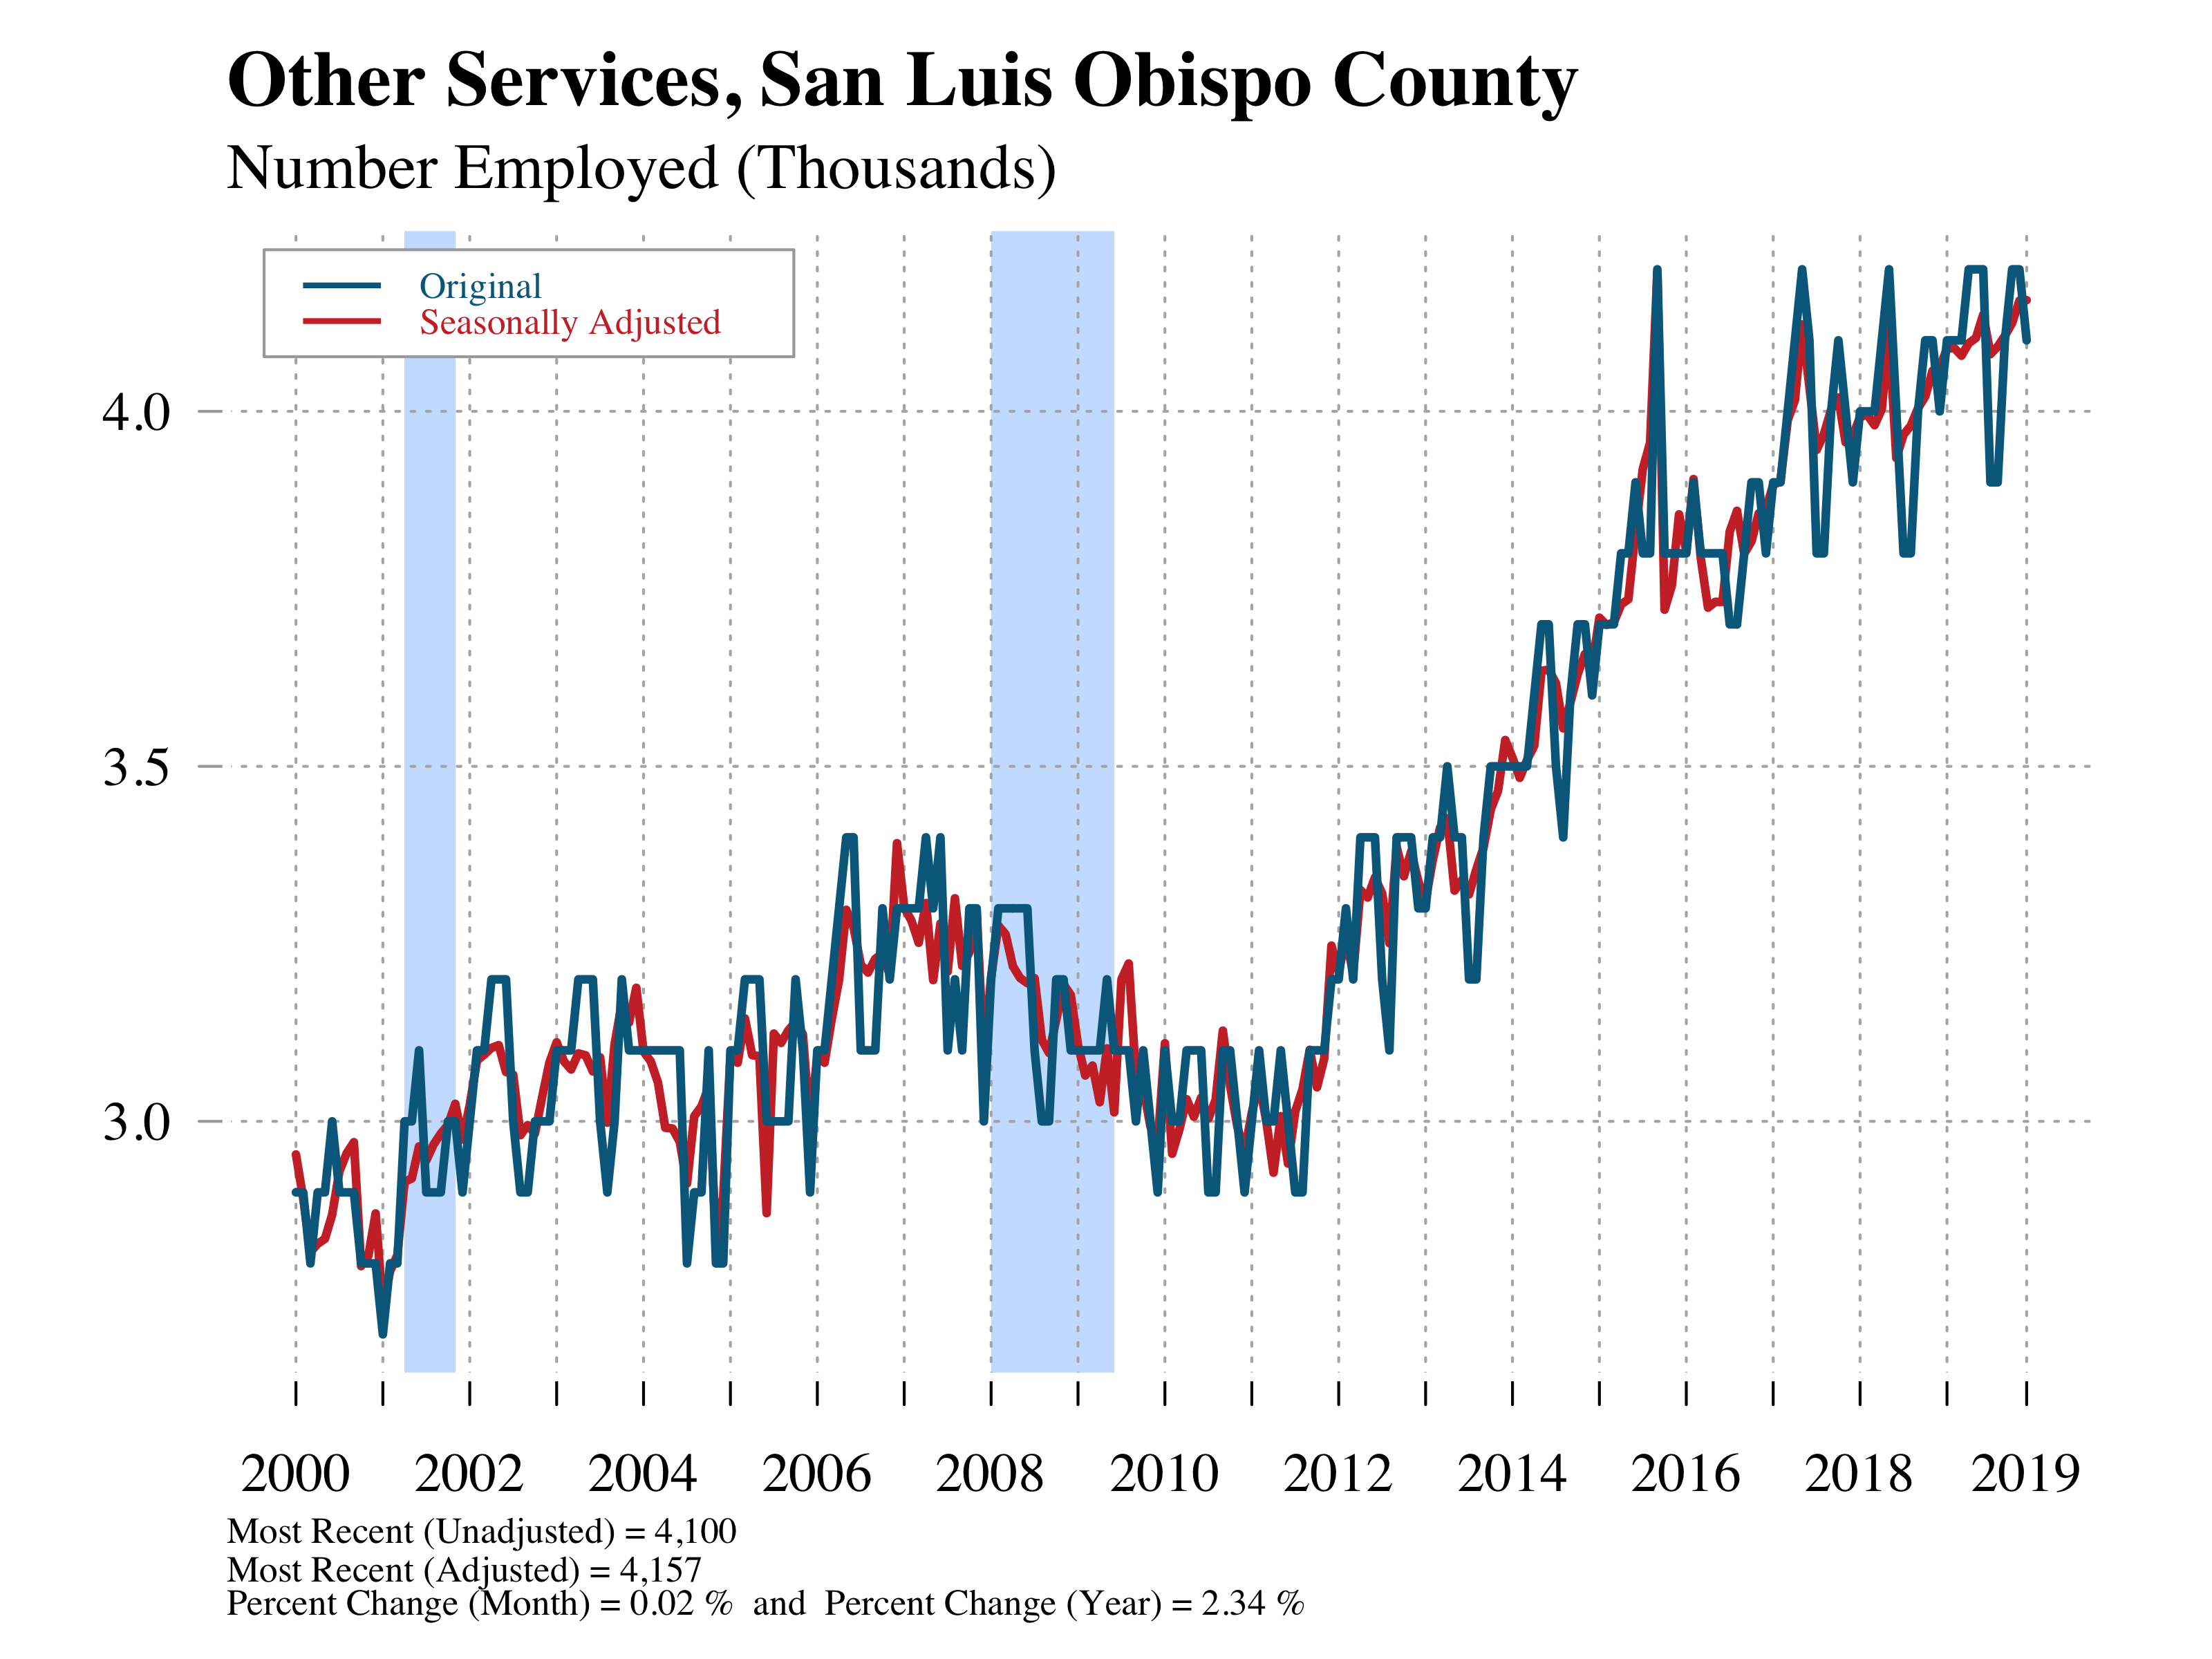 Other Services, San Luis Obispo County
Number Employed (Thousands)
Original
Seasonally Adjusted
4.0
3.5
3.0
2000 2002 2004 2006 2008 2010 2012 2014 2016 2018 2019
Most Recent (Unadjusted) = 4,100
Most Recent (Adjusted) = 4,157
Percent Change (Month) = 0.02 % and Percent Change (Year) = 2.34 %